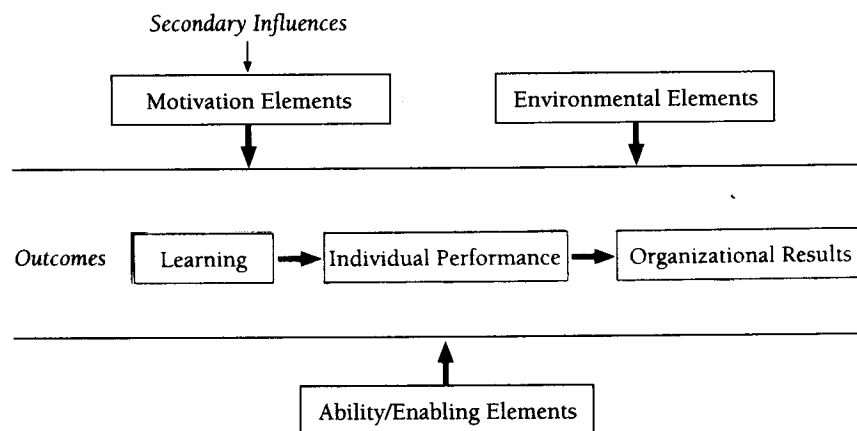 Secondary Influences
Motivation Elements
Environmental Elements
Outcomes
Learning
Individual Performance
Organizational Results
Ability/Enabling Elements